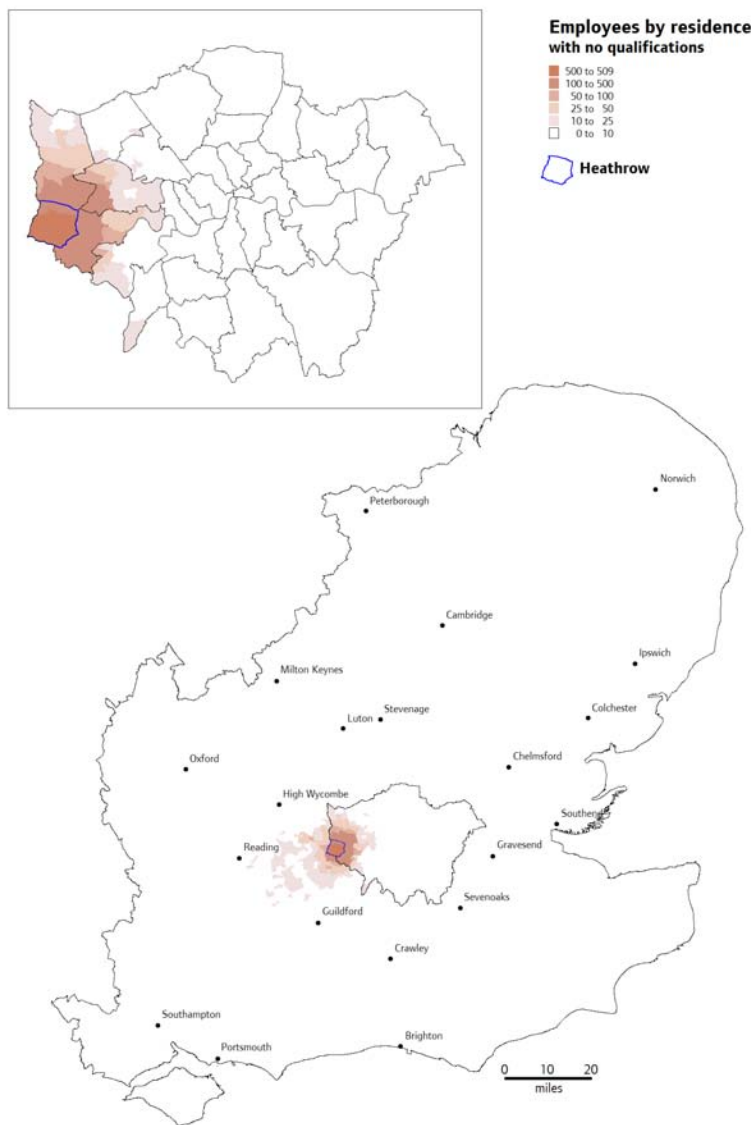 Employees by residence
with no qualifications
500 to 509
100 to 500
50 to 100
25 to 50
10 to 25
0 to 10
Heathrow
Norwich
Peterborough
Cambridge
Ipswich
Milton Keynes
Colchester
Stevenage
Luton
Chelmsford
Oxford
High Wycombe
Southend
Reading
Gravesend
Sevenoaks
Guildford
Crawley
Southampton
Brighton
Portsmouth
0 10 20
miles